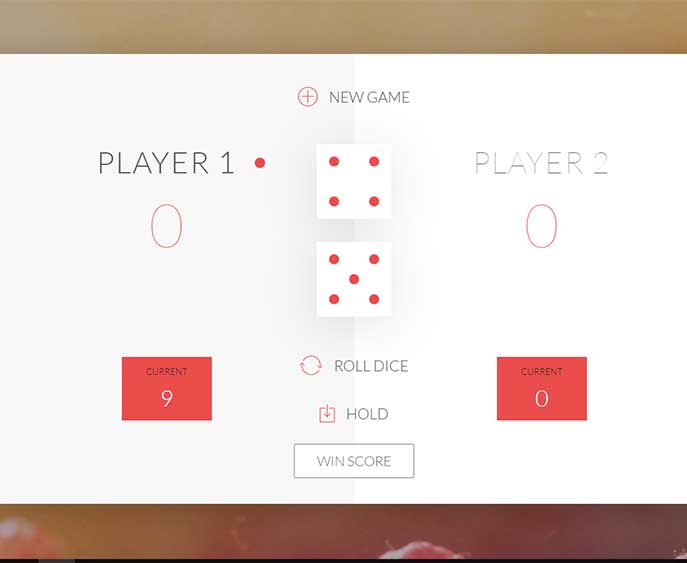 NEW GAME
PLAYER 1
PLAYER 2
0
0
ROLL DICE
CURRENT
9
CURRENT
0
HOLD
WIN SCORE